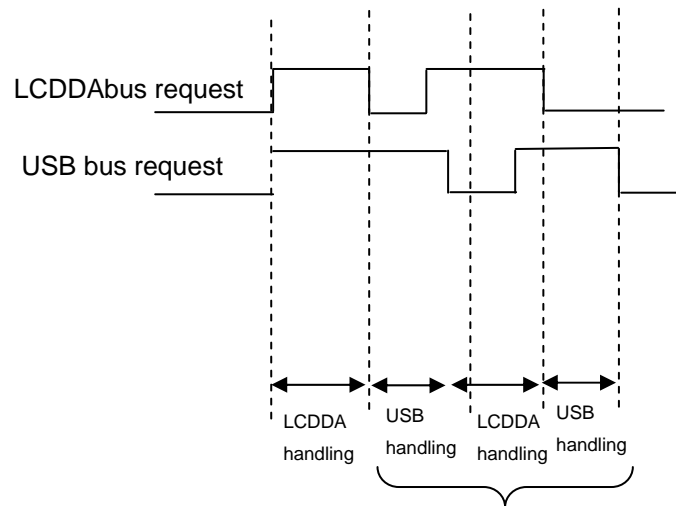 LCDDAbus request
USB bus request
LCDDA handling
USB handling
LCDDA handling
USB handling